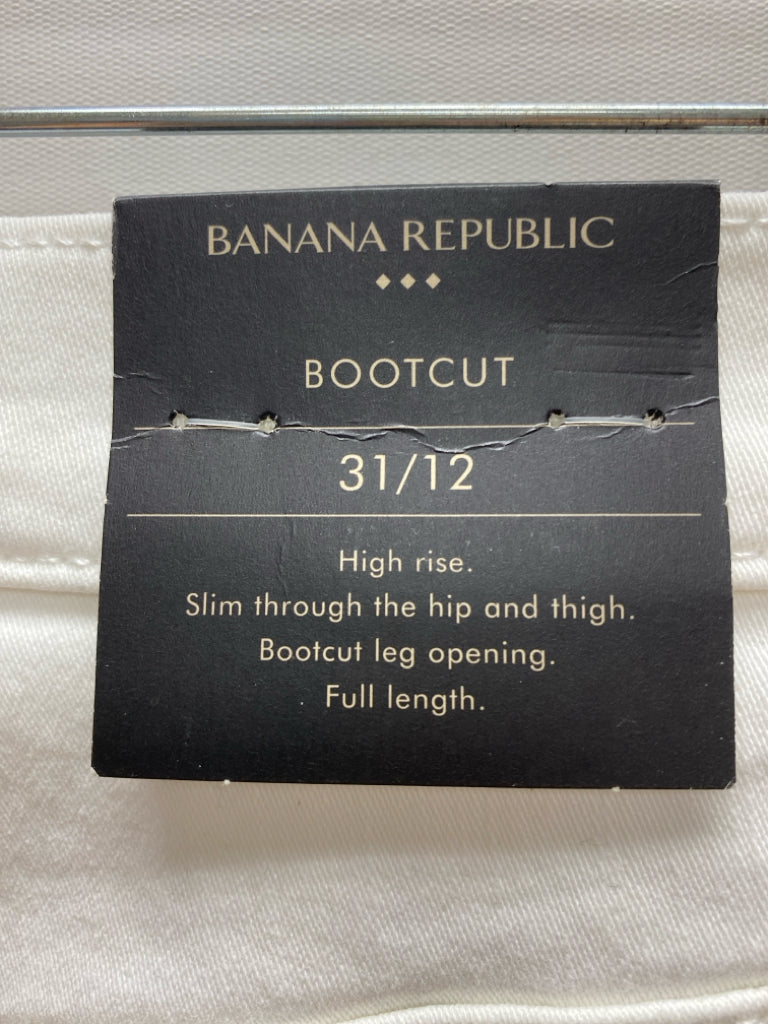 BANANA REPUBLIC
BOOTCUT
31/12
High rise.
Slim through the hip and thigh.
Bootcut leg opening.
Full length.